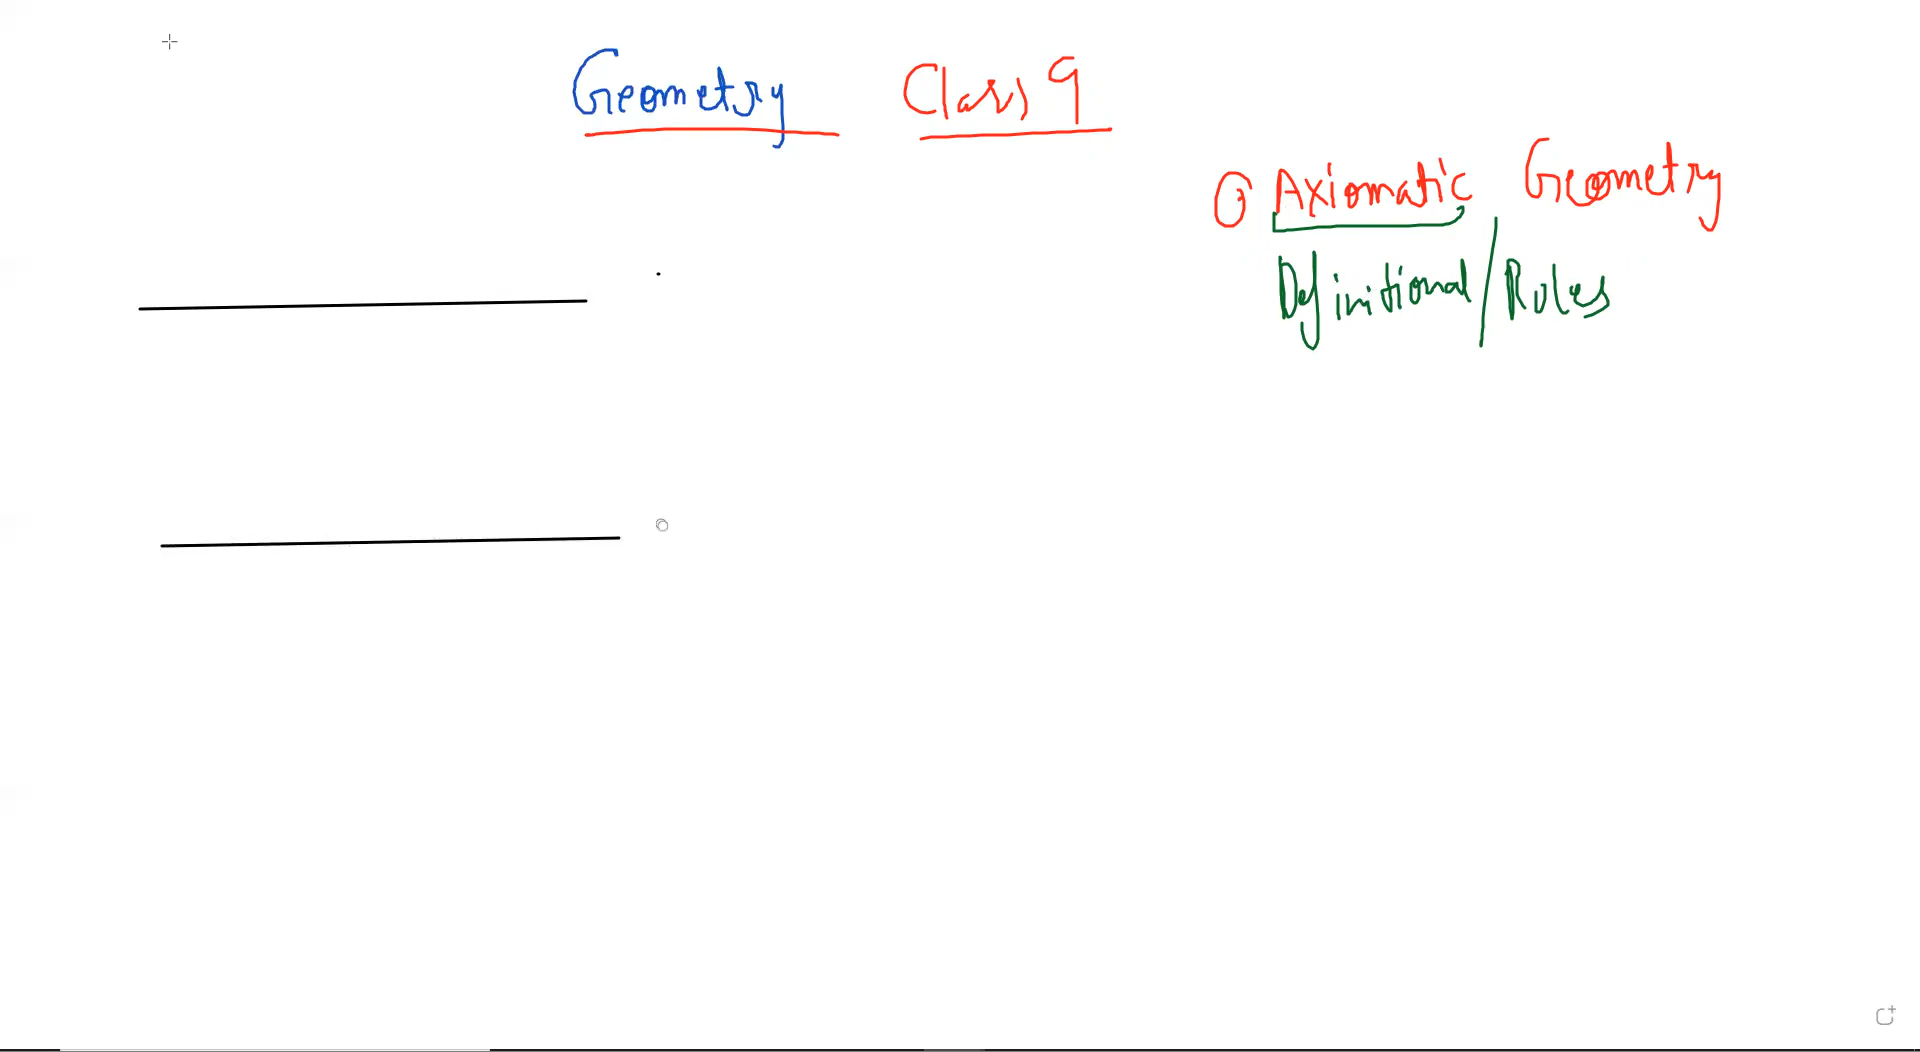 Geometry Class 9
① Axiomatic Geometry
Definitional / Rules